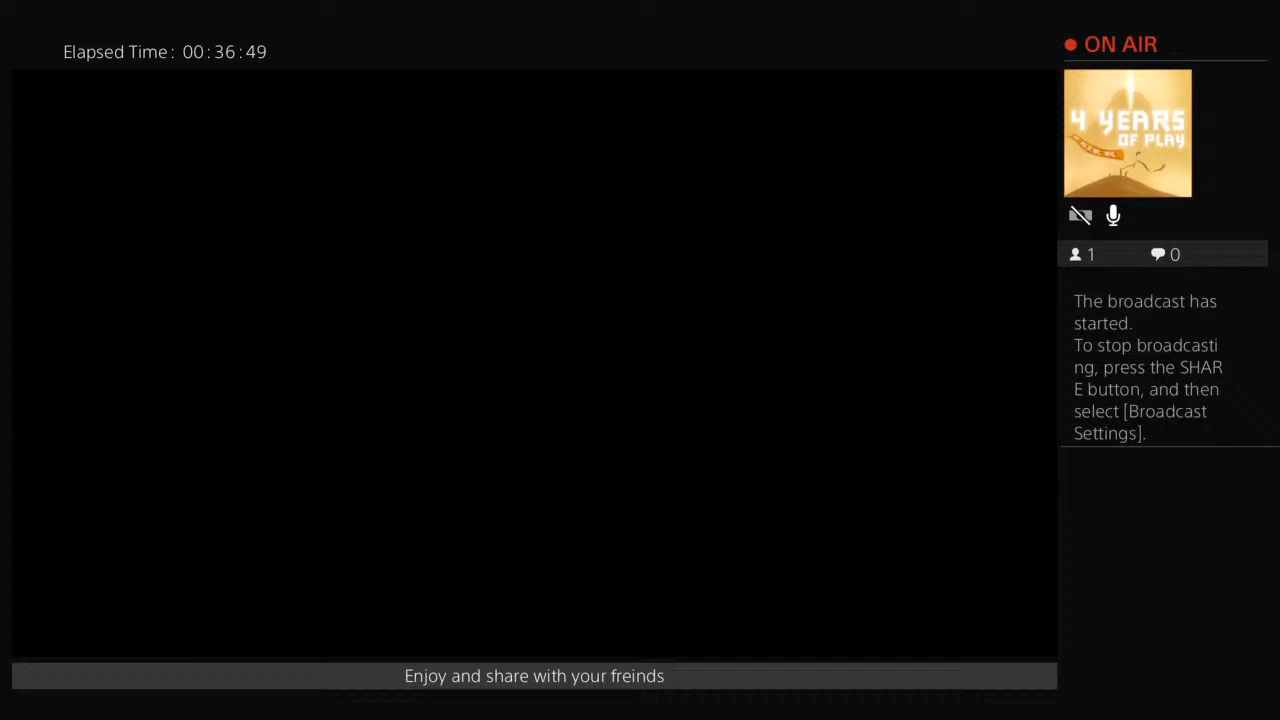 Elapsed Time: 00:36:49
ON AIR
4 YEARS
OF PLAY
1 0
The broadcast has
started.
To stop broadcasti
ng, press the SHAR
E button, and then
select [Broadcast
Settings].
Enjoy and share with your freinds